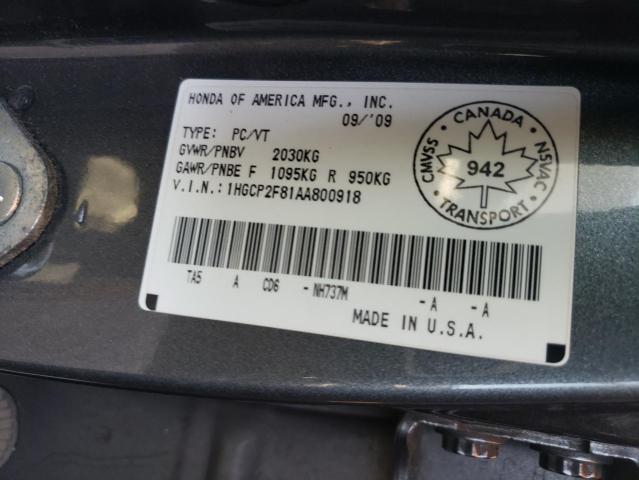 HONDA OF AMERICA MFG., INC.
09/'09
TYPE: PC/VT
GVWR/PNBV 2030KG
GAWR/PNBE F 1095KG R 950KG
V.I.N.: 1HGCP2F81AA800918
CANADA
CMVSS
942
NSVAC
TRANSPORT
TA5 A CD6 -NH737M -A -A
MADE IN U.S.A.